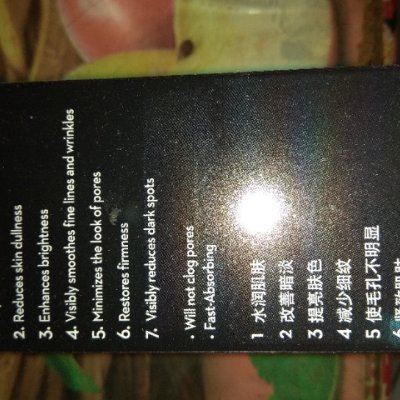 2. Reduces skin dullness
3. Enhances brightness
4. Visibly smoothes fine lines and wrinkles
5. Minimizes the look of pores
6. Restores firmness
7. Visibly reduces dark spots
• Will not clog pores
• Fast-Absorbing
1 水润肌肤
2 改善暗淡
3 提亮肤色
4 减少细纹
5 使毛孔不明显